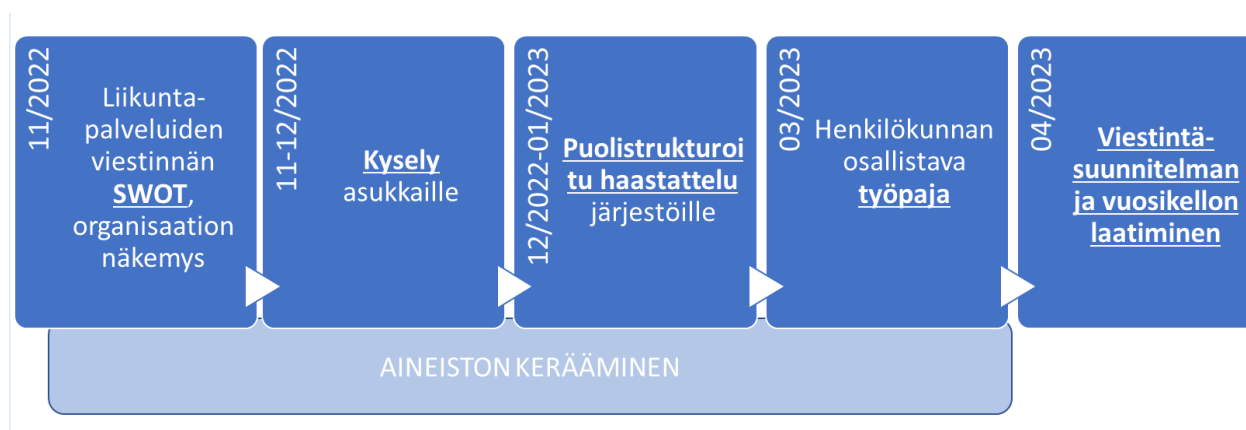 11/2022
Liikunta-
palveluiden
viestinnän
SWOT,
organisaation
näkemys
11-12/2022
Kysely
asukkaille
12/2022-01/2023
Puolistrukturoi
tu haastattelu
järjestöille
03/2023
Henkilökunnan
osallistava
työpaja
04/2023
Viestintä-
suunnitelman
ja vuosikellon
laatiminen
AINEISTON KERÄÄMINEN